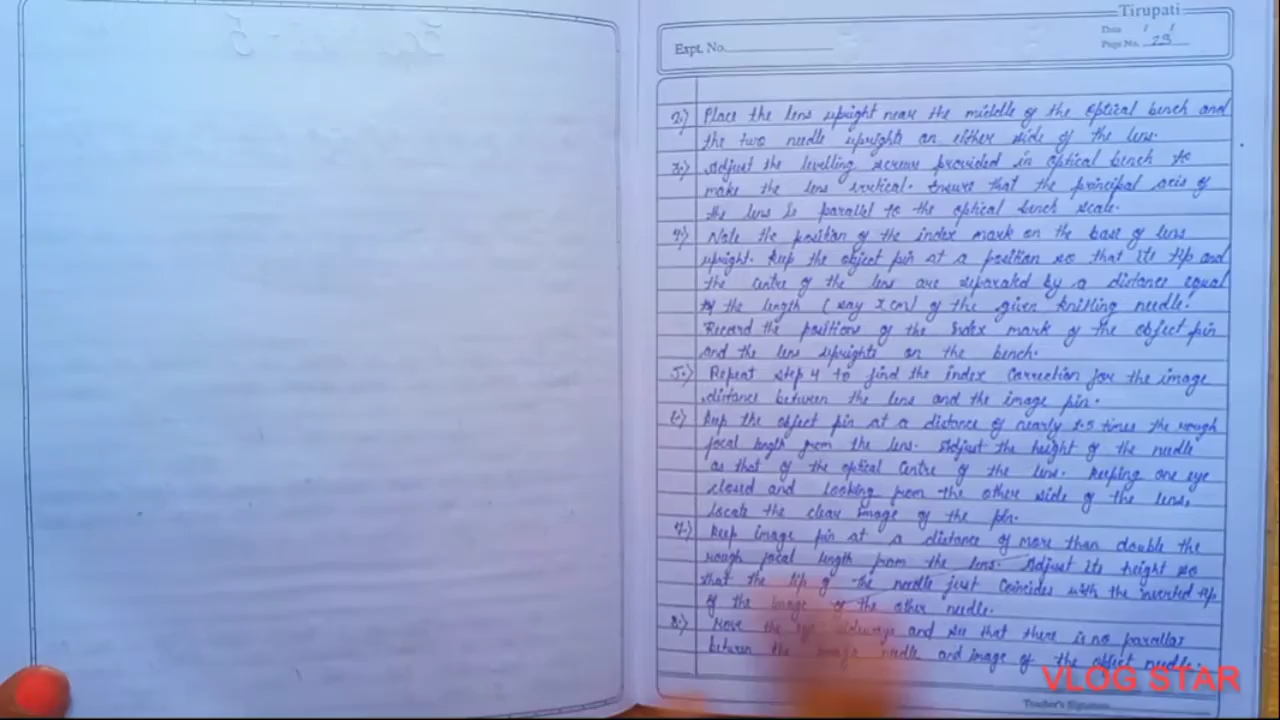 Tirupati
Date / /
Expt. No.
Page No. 23
2.) Place the lens upright near the middle of the optical bench and
the two needle uprights on either side of the lens.
3.) Adjust the levelling screws provided in optical bench to
make the lens vertical. Ensure that the principal axis of
the lens is parallel to the optical bench scale.
4.) Note the position of the index mark on the base of lens
upright. Keep the object pin at a position so that its tip and
the centre of the lens are separated by a distance equal
to the length (say x cm) of the given knitting needle.
Record the positions of the index mark of the object pin
and the lens uprights on the bench.
5.) Repeat step 4 to find the index correction for the image
distance between the lens and the image pin.
6.) Keep the object pin at a distance of nearly 1.5 times the rough
focal length from the lens. Adjust the height of the needle
as that of the optical centre of the lens. Keeping one eye
closed and looking from the other side of the lens,
locate the clear image of the pin.
7.) Keep image pin at a distance of more than double the
rough focal length from the lens. Adjust its height so
that the tip of the needle just coincides with the inverted tip
of the image of the other needle.
8.) Move the eye sideways and see that there is no parallax
between the image needle and image of the object needle.
VLOG STAR
Teacher's Signature